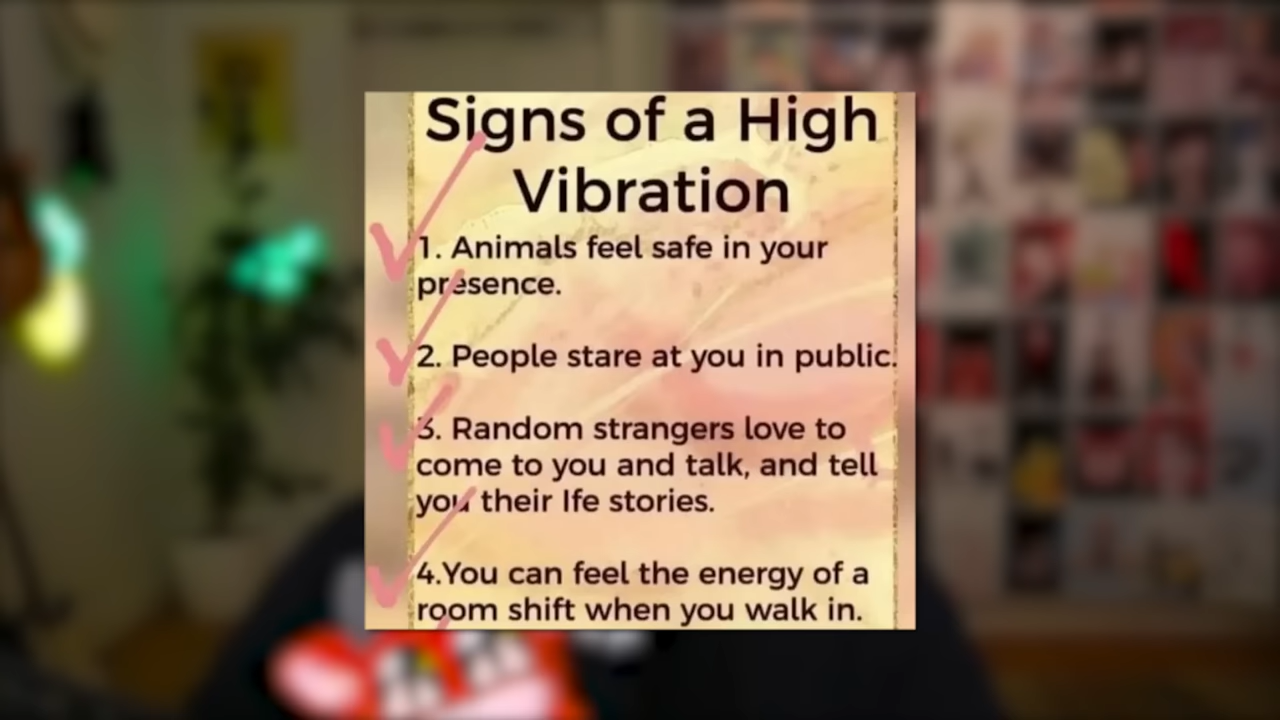 Signs of a High
Vibration
1. Animals feel safe in your
presence.
2. People stare at you in public.
3. Random strangers love to
come to you and talk, and tell
you their Ife stories.
4.You can feel the energy of a
room shift when you walk in.